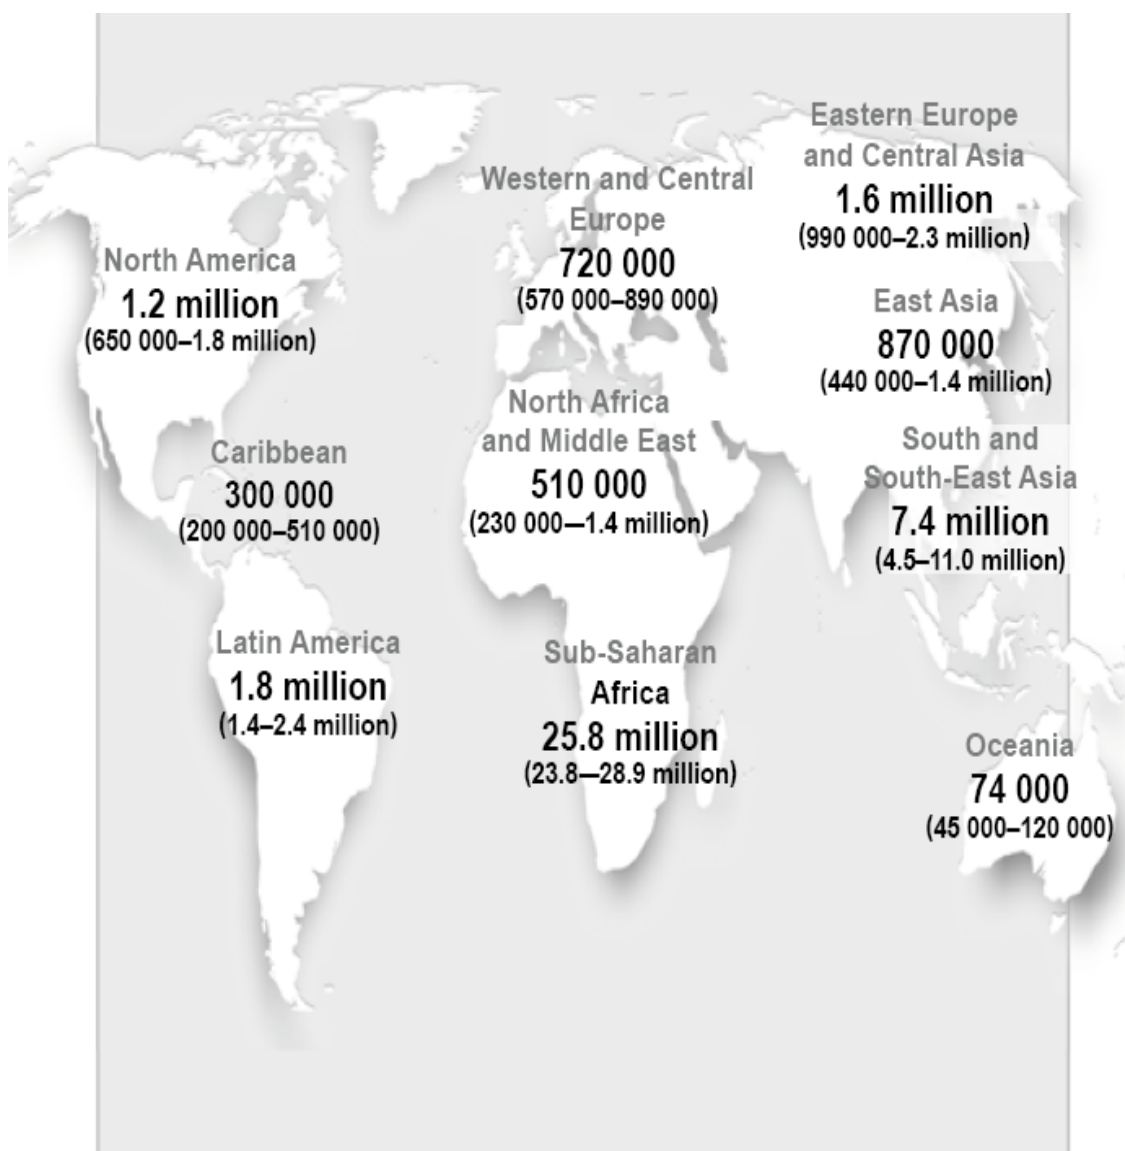 Eastern Europe
and Central Asia
1.6 million
(990 000–2.3 million)
Western and Central
Europe
720 000
(570 000–890 000)
North America
1.2 million
(650 000–1.8 million)
East Asia
870 000
(440 000–1.4 million)
North Africa
and Middle East
510 000
(230 000—1.4 million)
Caribbean
300 000
(200 000–510 000)
South and
South-East Asia
7.4 million
(4.5–11.0 million)
Latin America
1.8 million
(1.4–2.4 million)
Sub-Saharan
Africa
25.8 million
(23.8—28.9 million)
Oceania
74 000
(45 000–120 000)